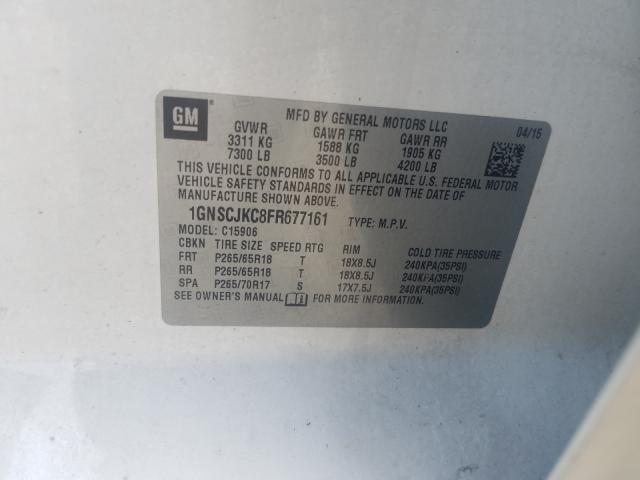 GM
MFD BY GENERAL MOTORS LLC 04/15
GVWR GAWR FRT GAWR RR
3311 KG 1588 KG 1905 KG
7300 LB 3500 LB 4200 LB
THIS VEHICLE CONFORMS TO ALL APPLICABLE U.S. FEDERAL MOTOR
VEHICLE SAFETY STANDARDS IN EFFECT ON THE DATE OF
MANUFACTURE SHOWN ABOVE.
1GNSCJKC8FR677161 TYPE: M.P.V.
MODEL: C15906
CBKN TIRE SIZE SPEED RTG RIM COLD TIRE PRESSURE
FRT P265/65R18 T 18X8.5J 240KPA(35PSI)
RR P265/65R18 T 18X8.5J 240KPA(35PSI)
SPA P265/70R17 S 17X7.5J 240KPA(35PSI)
SEE OWNER'S MANUAL FOR MORE INFORMATION.